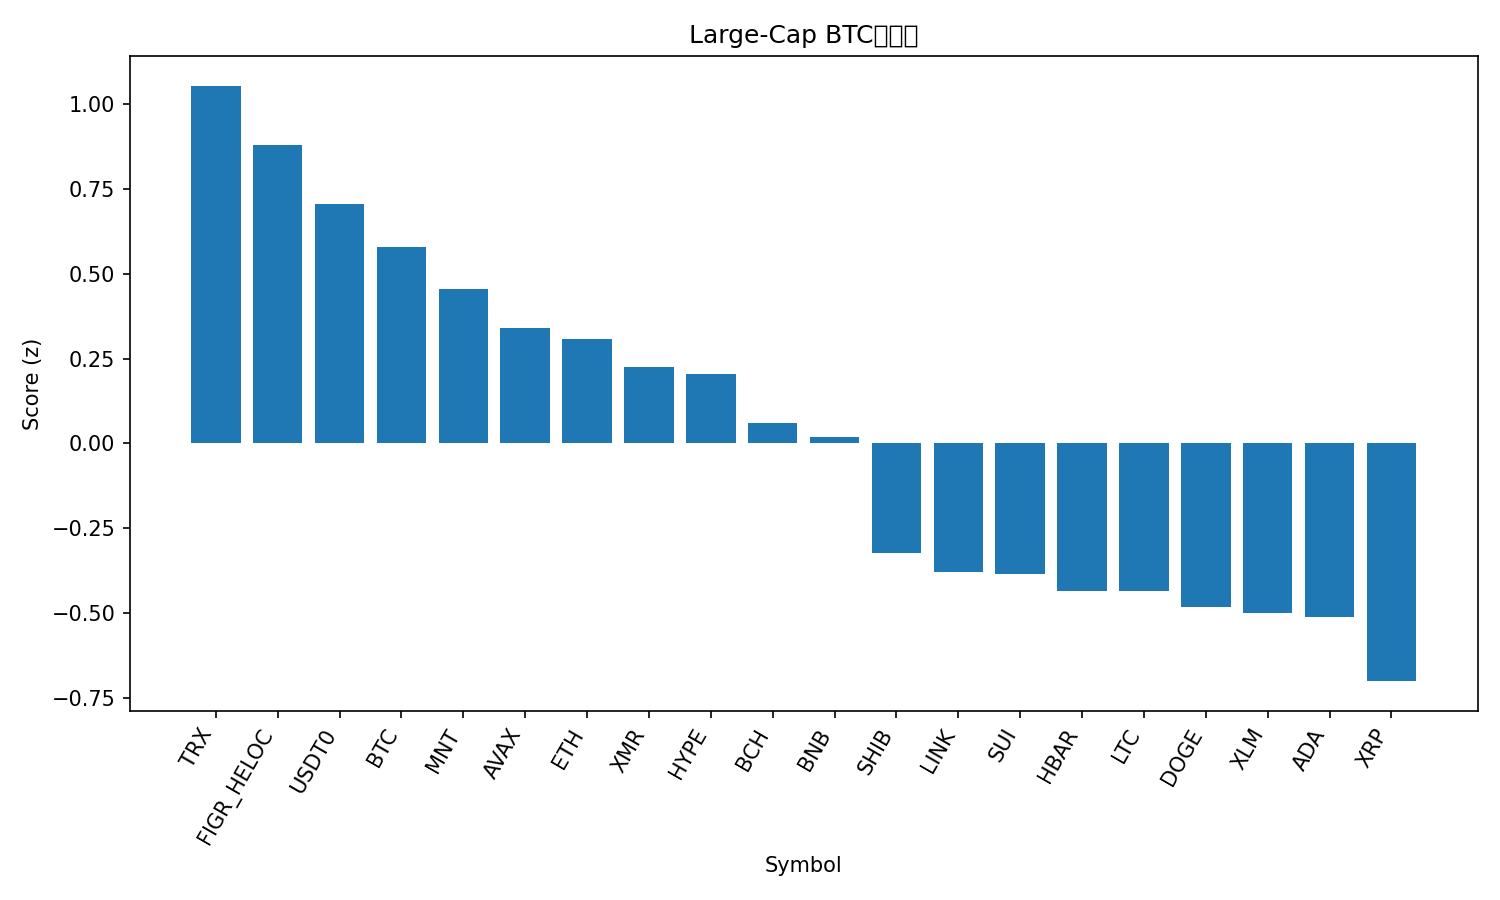 Large-Cap BTC
Score (z)
1.00
0.75
0.50
0.25
0.00
−0.25
−0.50
−0.75
TRX
FIGR_HELOC
USDT0
BTC
MNT
AVAX
ETH
XMR
HYPE
BCH
BNB
SHIB
LINK
SUI
HBAR
LTC
DOGE
XLM
ADA
XRP
Symbol